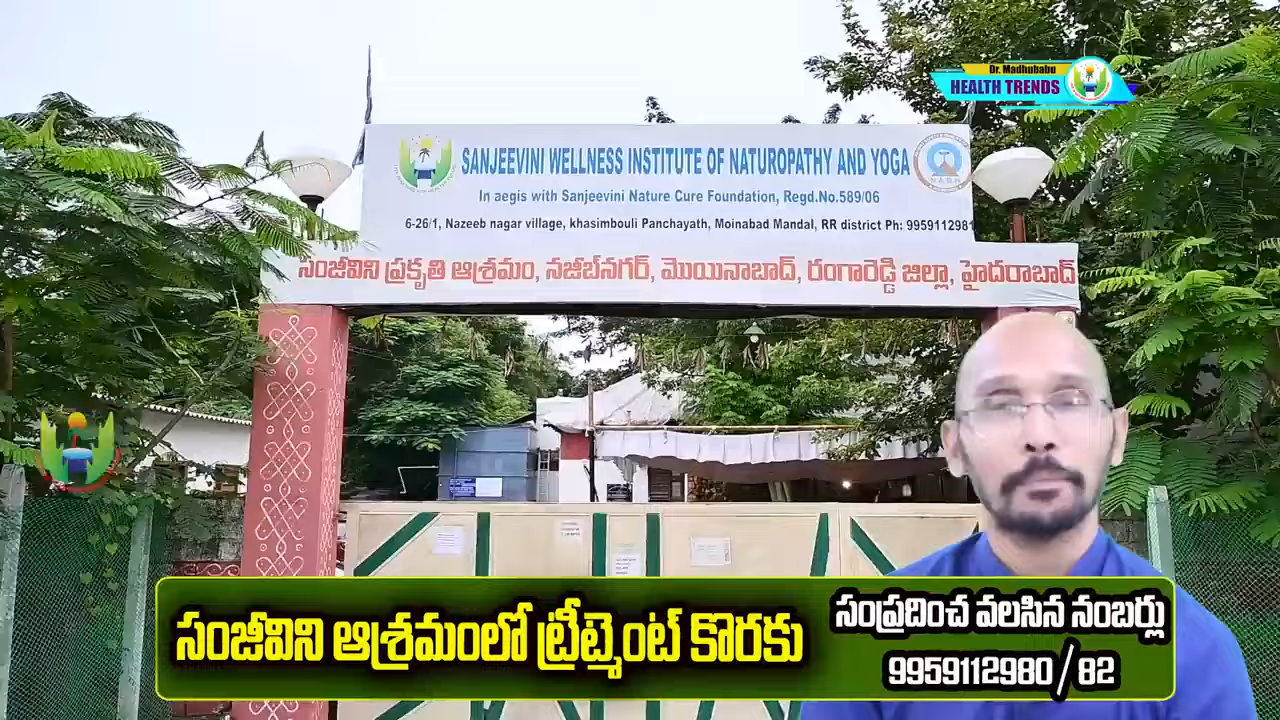 Dr. Madhubabu
HEALTH TRENDS
SANJEEVINI WELLNESS INSTITUTE OF NATUROPATHY AND YOGA
In aegis with Sanjeevini Nature Cure Foundation, Regd.No.589/06
6-26/1, Nazeeb nagar village, khasimbouli Panchayath, Moinabad Mandal, RR district Ph: 9959112981
సంజీవిని ప్రకృతి ఆశ్రమం, నజీబ్‌నగర్, మొయినాబాద్, రంగారెడ్డి జిల్లా, హైదరాబాద్
సంజీవిని ఆశ్రమంలో ట్రీట్మెంట్ కొరకు
సంప్రదించ వలసిన నంబర్లు
9959112980/82